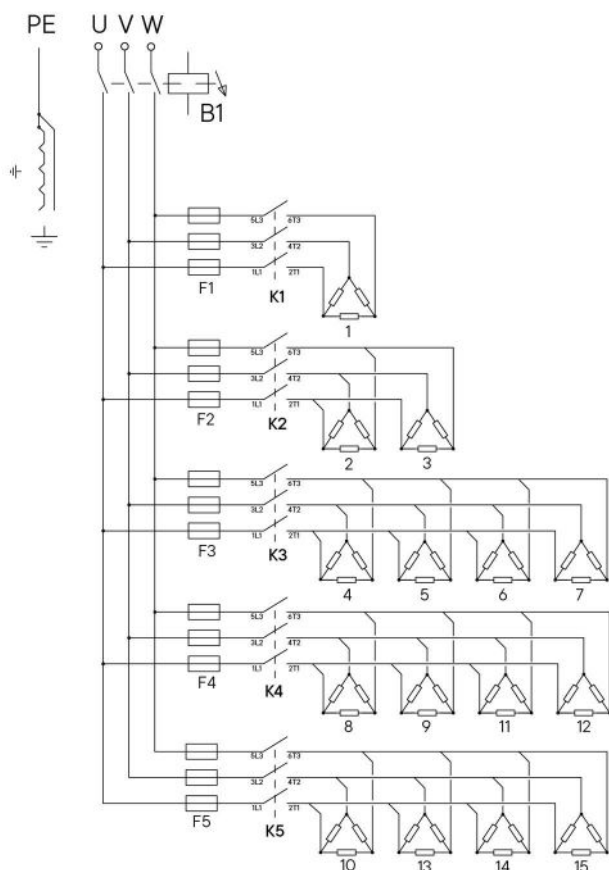 PE U V W
B1
5L3 6T3
3L2 4T2
1L1 2T1
F1 K1
1
5L3 6T3
3L2 4T2
1L1 2T1
F2 K2
2 3
5L3 6T3
3L2 4T2
1L1 2T1
F3 K3
4 5 6 7
5L3 6T3
3L2 4T2
1L1 2T1
F4 K4
8 9 11 12
5L3 6T3
3L2 4T2
1L1 2T1
F5 K5
10 13 14 15